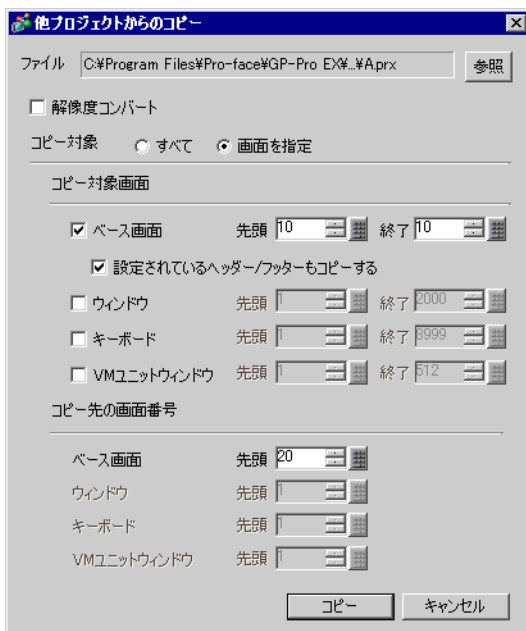 他プロジェクトからのコピー
ファイル C:¥Program Files¥Pro-face¥GP-Pro EX¥...¥A.prx 参照
解像度コンバート
コピー対象 すべて 画面を指定
コピー対象画面
ベース画面 先頭 10 終了 10
設定されているヘッダー/フッターもコピーする
ウィンドウ 先頭 1 終了 2000
キーボード 先頭 1 終了 8999
VMユニットウィンドウ 先頭 1 終了 512
コピー先の画面番号
ベース画面 先頭 20
ウィンドウ 先頭 1
キーボード 先頭 1
VMユニットウィンドウ 先頭 1
コピー キャンセル